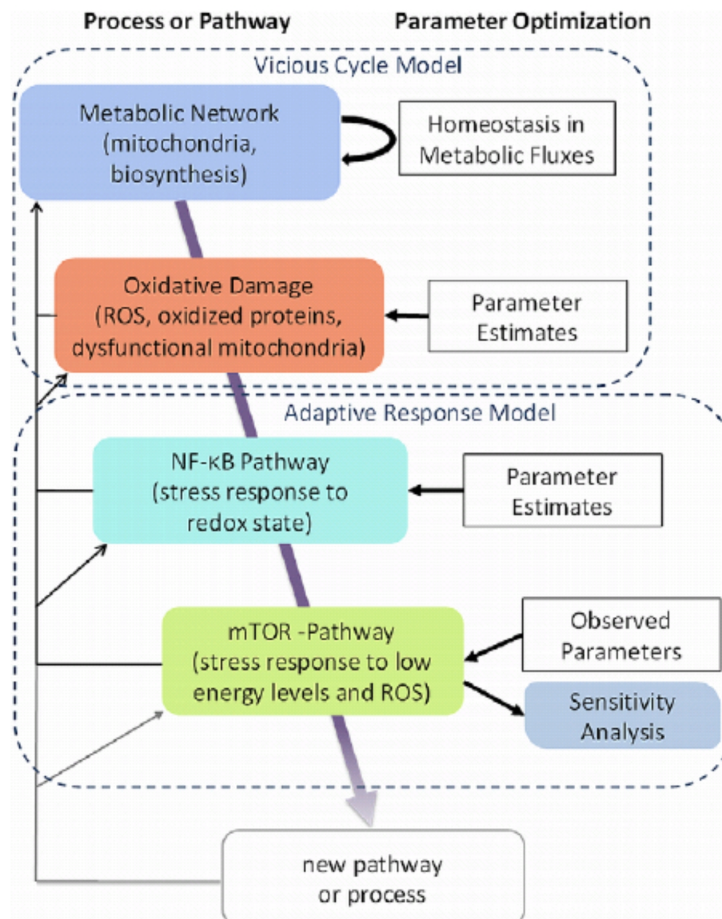 Process or Pathway
Parameter Optimization
Vicious Cycle Model
Metabolic Network
(mitochondria,
biosynthesis)
Homeostasis in
Metabolic Fluxes
Oxidative Damage
(ROS, oxidized proteins,
dysfunctional mitochondria)
Parameter
Estimates
Adaptive Response Model
NF-κB Pathway
(stress response to
redox state)
Parameter
Estimates
mTOR -Pathway
(stress response to low
energy levels and ROS)
Observed
Parameters
Sensitivity
Analysis
new pathway
or process